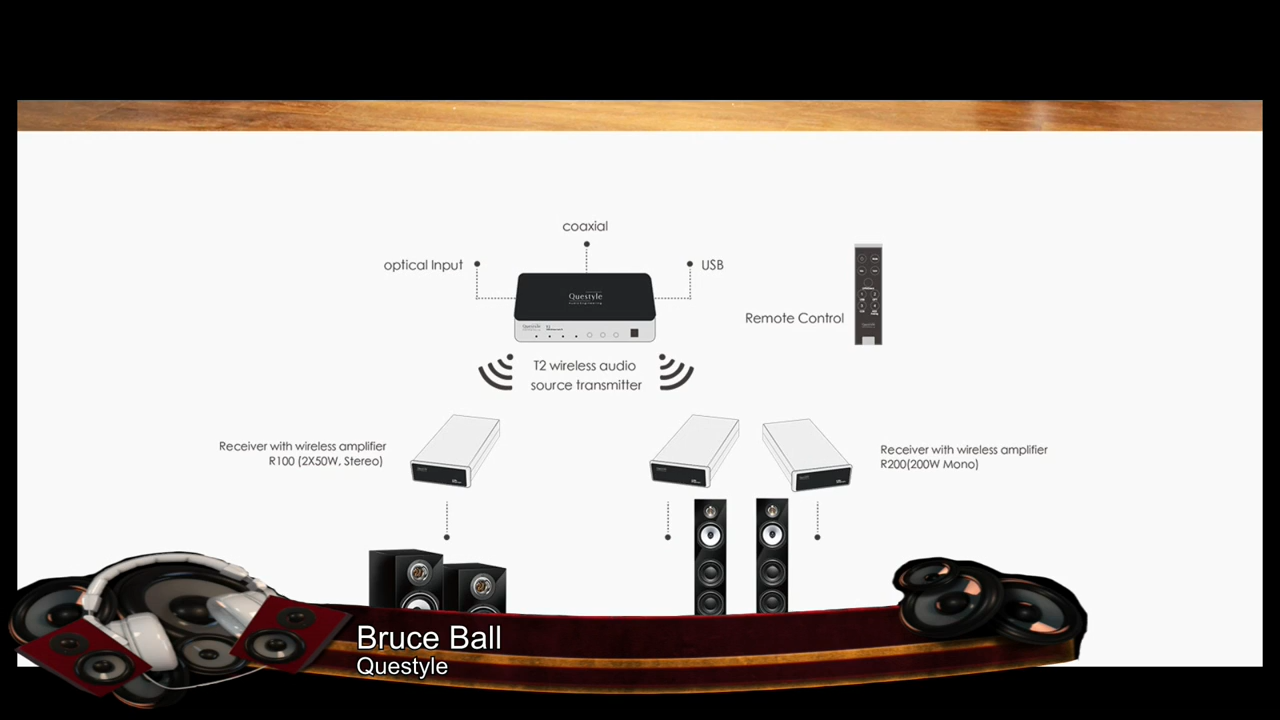 coaxial
optical Input
USB
Questyle
Remote Control
T2 wireless audio
source transmitter
Receiver with wireless amplifier
R100 (2X50W, Stereo)
Receiver with wireless amplifier
R200(200W Mono)
Bruce Ball
Questyle